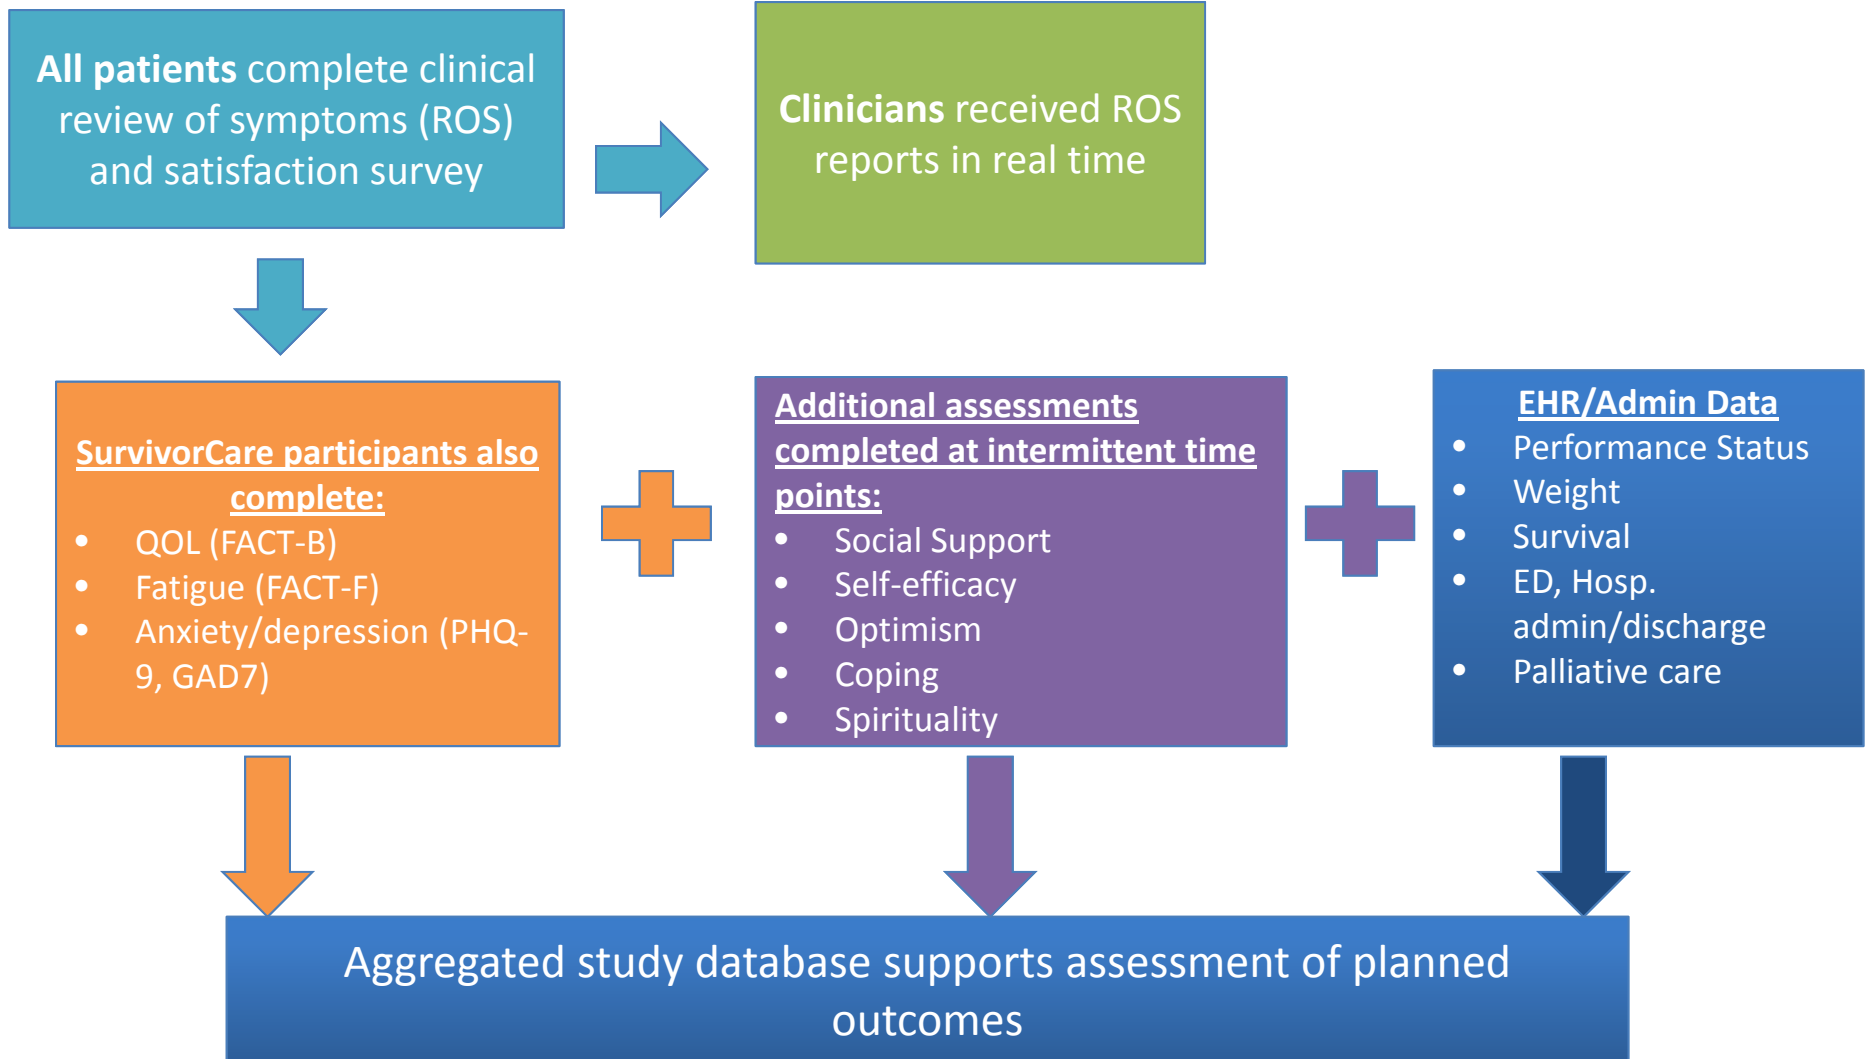 All patients complete clinical
review of symptoms (ROS)
and satisfaction survey
Clinicians received ROS
reports in real time
SurvivorCare participants also
complete:
• QOL (FACT-B)
• Fatigue (FACT-F)
• Anxiety/depression (PHQ-
9, GAD7)
Additional assessments
completed at intermittent time
points:
• Social Support
• Self-efficacy
• Optimism
• Coping
• Spirituality
EHR/Admin Data
• Performance Status
• Weight
• Survival
• ED, Hosp.
admin/discharge
• Palliative care
Aggregated study database supports assessment of planned
outcomes